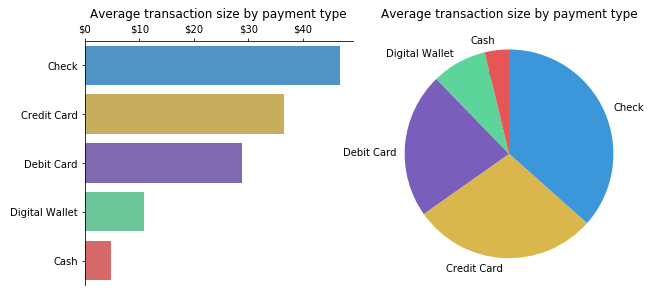 Average transaction size by payment type
$0 $10 $20 $30 $40
Check
Credit Card
Debit Card
Digital Wallet
Cash
Average transaction size by payment type
Cash
Digital Wallet
Check
Debit Card
Credit Card